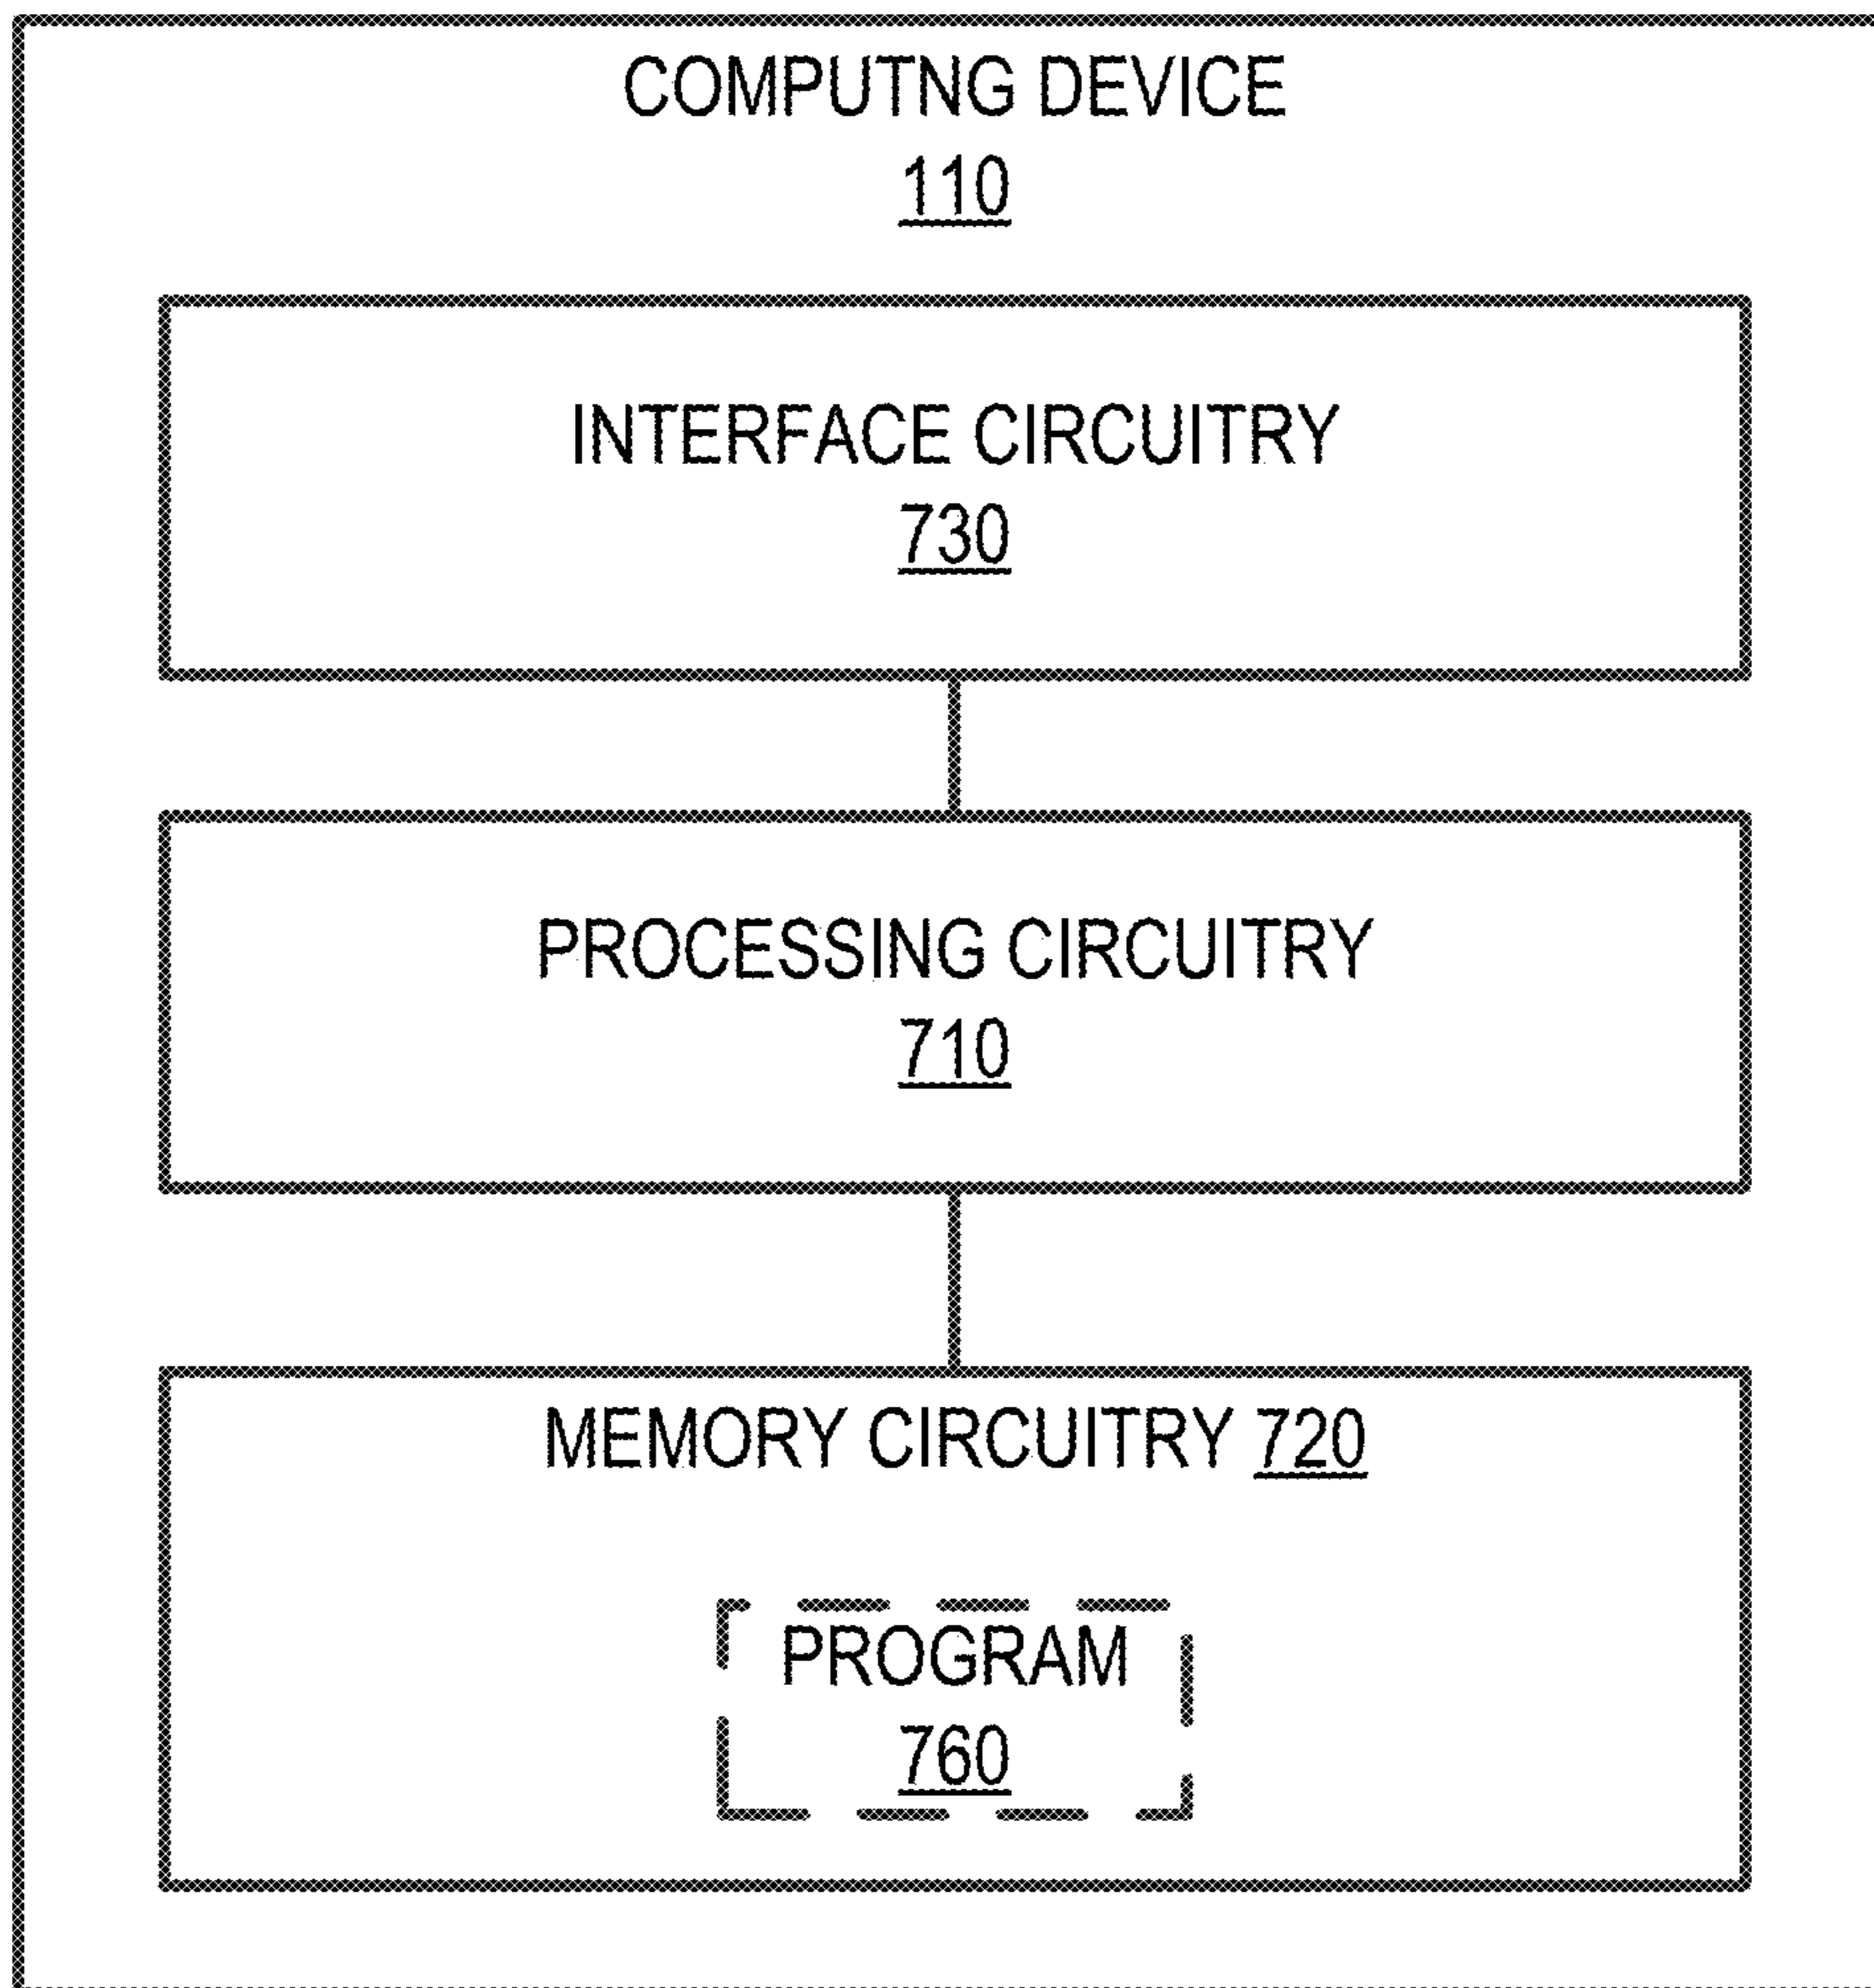 COMPUTNG DEVICE
110
INTERFACE CIRCUITRY
730
PROCESSING CIRCUITRY
710
MEMORY CIRCUITRY 720
PROGRAM
760